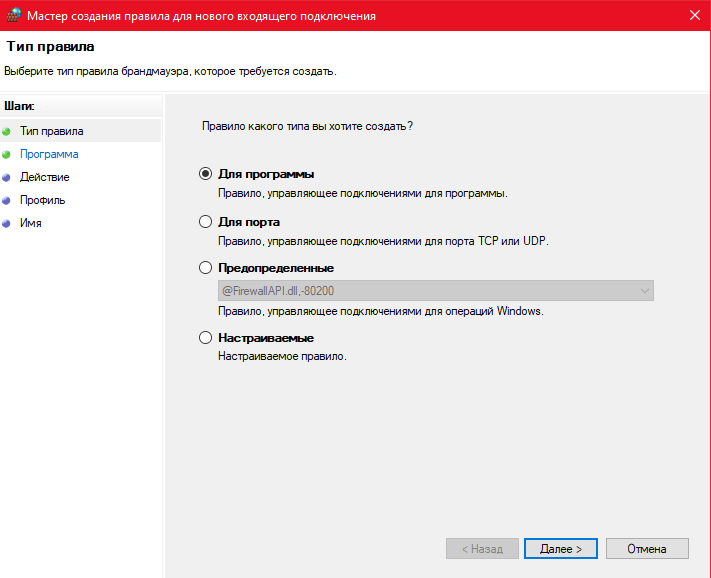 Мастер создания правила для нового входящего подключения
Тип правила
Выберите тип правила брандмауэра, которое требуется создать.
Шаги:
Тип правила
Программа
Действие
Профиль
Имя
Правило какого типа вы хотите создать?
Для программы
Правило, управляющее подключениями для программы.
Для порта
Правило, управляющее подключениями для порта TCP или UDP.
Предопределенные
@FirewallAPI.dll,-80200
Правило, управляющее подключениями для операций Windows.
Настраиваемые
Настраиваемое правило.
< Назад
Далее >
Отмена